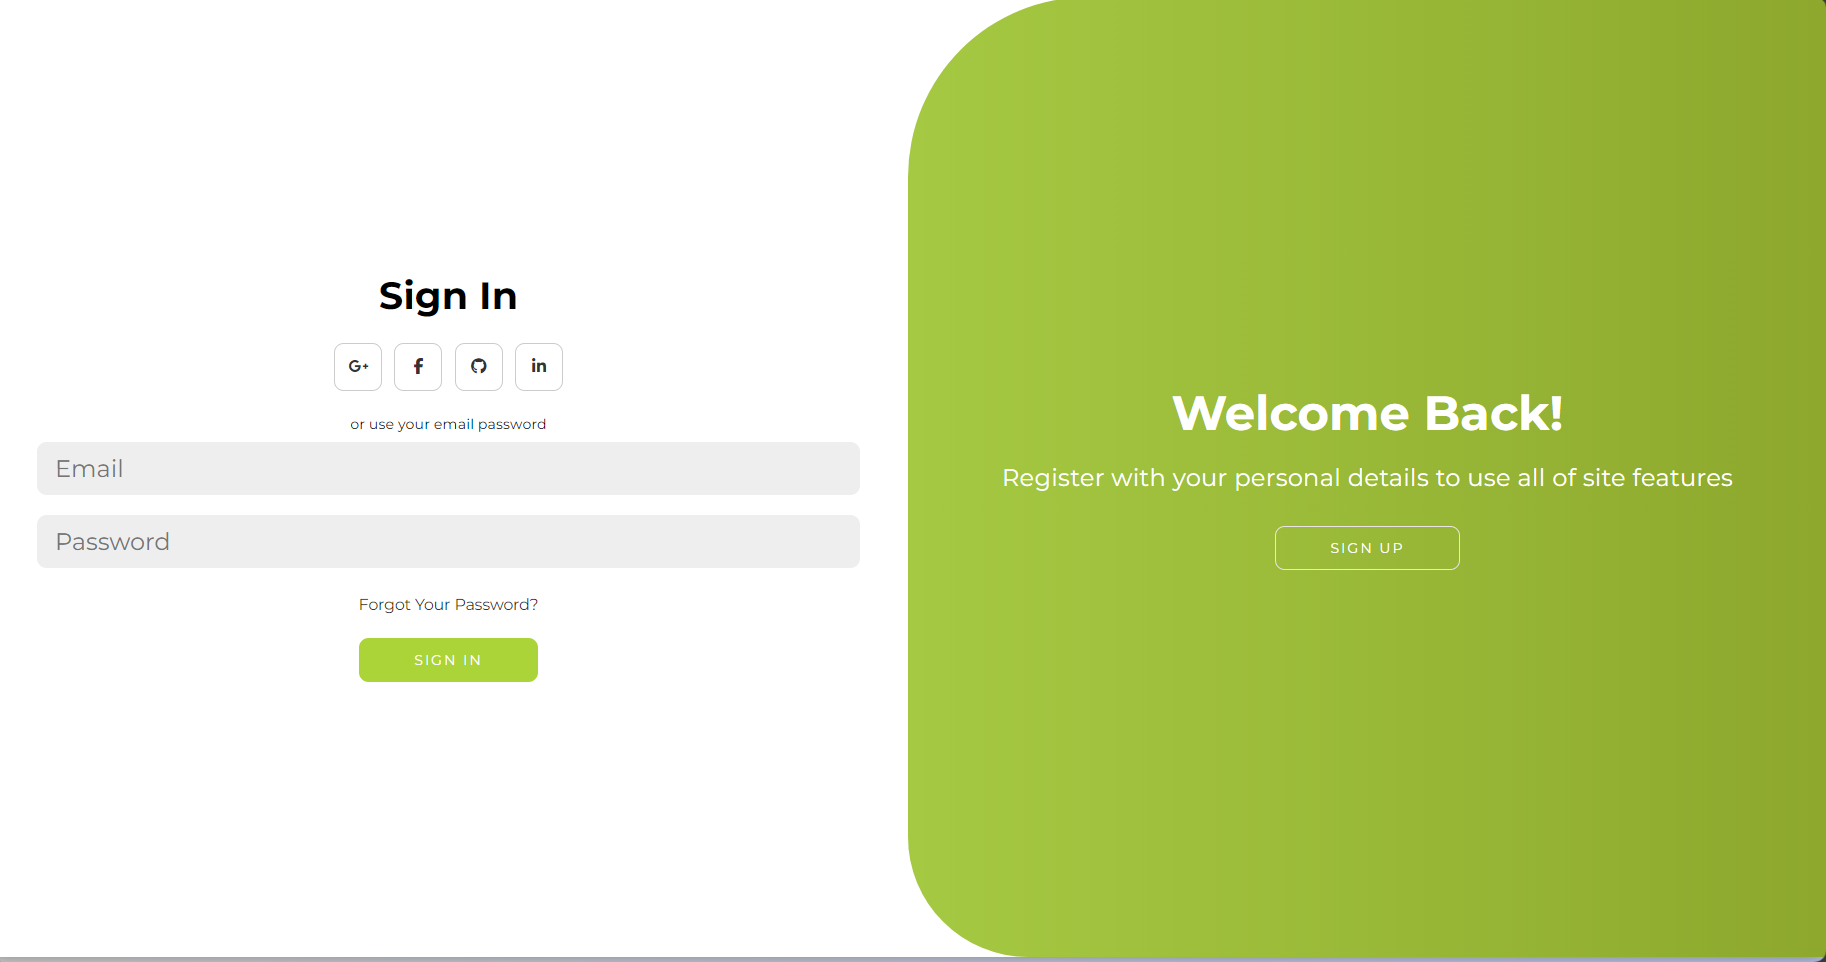 Sign In
G+ f in
or use your email password
Email
Password
Forgot Your Password?
SIGN IN
Welcome Back!
Register with your personal details to use all of site features
SIGN UP